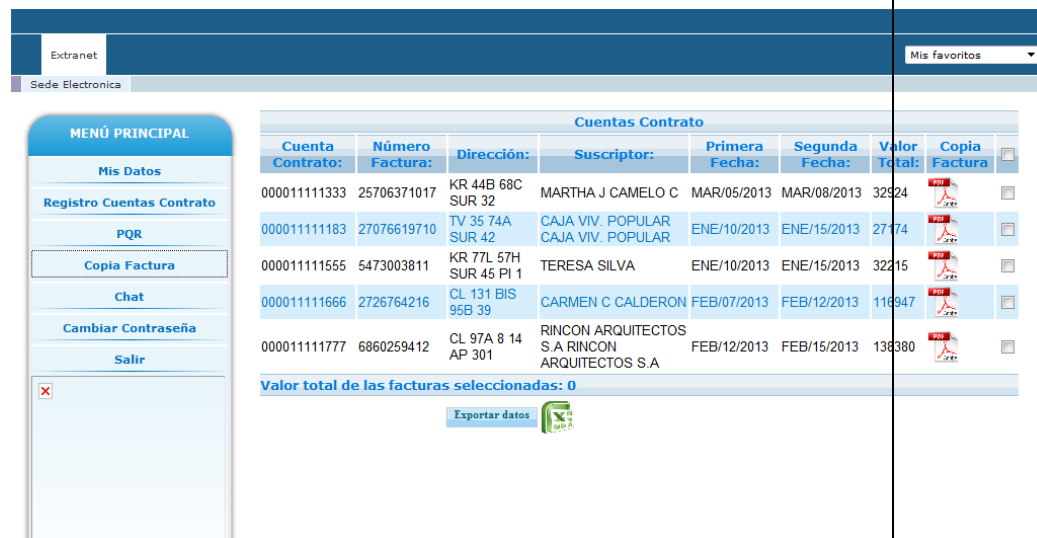 Extranet
Mis favoritos
Sede Electronica
MENÚ PRINCIPAL
Mis Datos
Registro Cuentas Contrato
PQR
Copia Factura
Chat
Cambiar Contraseña
Salir
Cuentas Contrato
Cuenta Contrato: Número Factura: Dirección: Suscriptor: Primera Fecha: Segunda Fecha: Valor Total: Copia Factura
000011111333 25706371017 KR 44B 68C SUR 32 MARTHA J CAMELO C MAR/05/2013 MAR/08/2013 32924 PDF
000011111183 27076619710 TV 35 74A SUR 42 CAJA VIV. POPULAR CAJA VIV. POPULAR ENE/10/2013 ENE/15/2013 27174 PDF
000011111555 5473003811 KR 77L 57H SUR 45 PI 1 TERESA SILVA ENE/10/2013 ENE/15/2013 32215 PDF
000011111666 2726764216 CL 131 BIS 95B 39 CARMEN C CALDERON FEB/07/2013 FEB/12/2013 116947 PDF
000011111777 6860259412 CL 97A 8 14 AP 301 RINCON ARQUITECTOS S.A RINCON ARQUITECTOS S.A FEB/12/2013 FEB/15/2013 138380 PDF
Valor total de las facturas seleccionadas: 0
Exportar datos